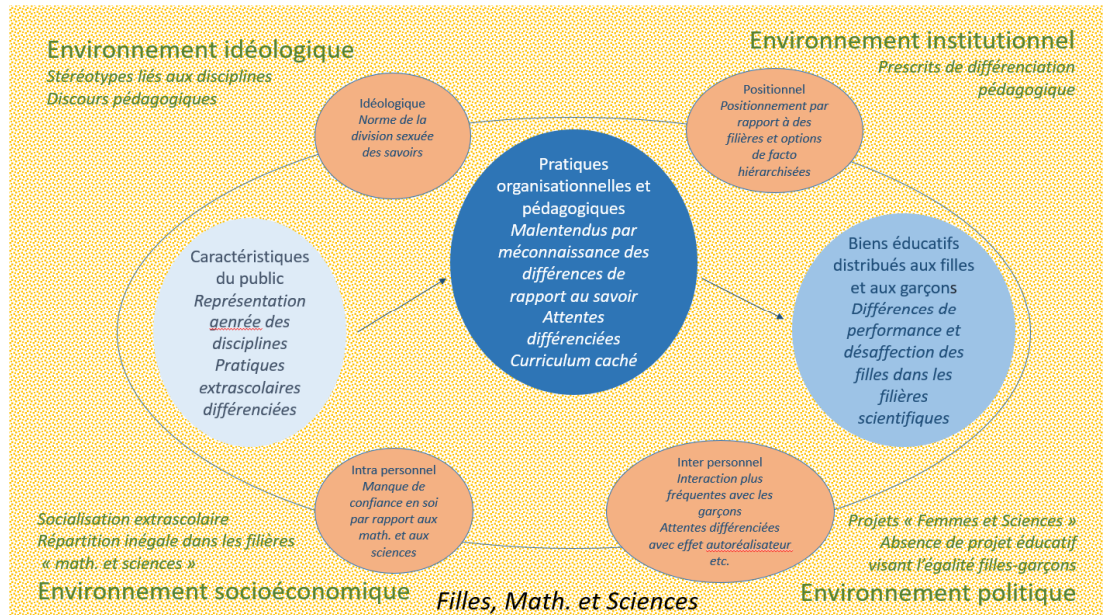 Environnement idéologique
Stéréotypes liés aux disciplines
Discours pédagogiques
Environnement institutionnel
Prescrits de différenciation
pédagogique
Idéologique
Norme de la
division sexuée
des savoirs
Positionnel
Positionnement par
rapport à des
filières et options
de facto
hiérarchisées
Caractéristiques
du public
Représentation
genrée des
disciplines
Pratiques
extrascolaires
différenciées
Pratiques
organisationnelles et
pédagogiques
Malentendus par
méconnaissance des
différences de
rapport au savoir
Attentes
différenciées
Curriculum caché
Biens éducatifs
distribués aux filles
et aux garçons
Différences de
performance et
désaffection des
filles dans les
filières
scientifiques
Intra personnel
Manque de
confiance en soi
par rapport aux
math. et aux
sciences
Inter personnel
Interaction plus
fréquentes avec les
garçons
Attentes différenciées
avec effet autoréalisateur
etc.
Socialisation extrascolaire
Répartition inégale dans les filières
« math. et sciences »
Environnement socioéconomique
Projets « Femmes et Sciences »
Absence de projet éducatif
visant l'égalité filles-garçons
Environnement politique
Filles, Math. et Sciences